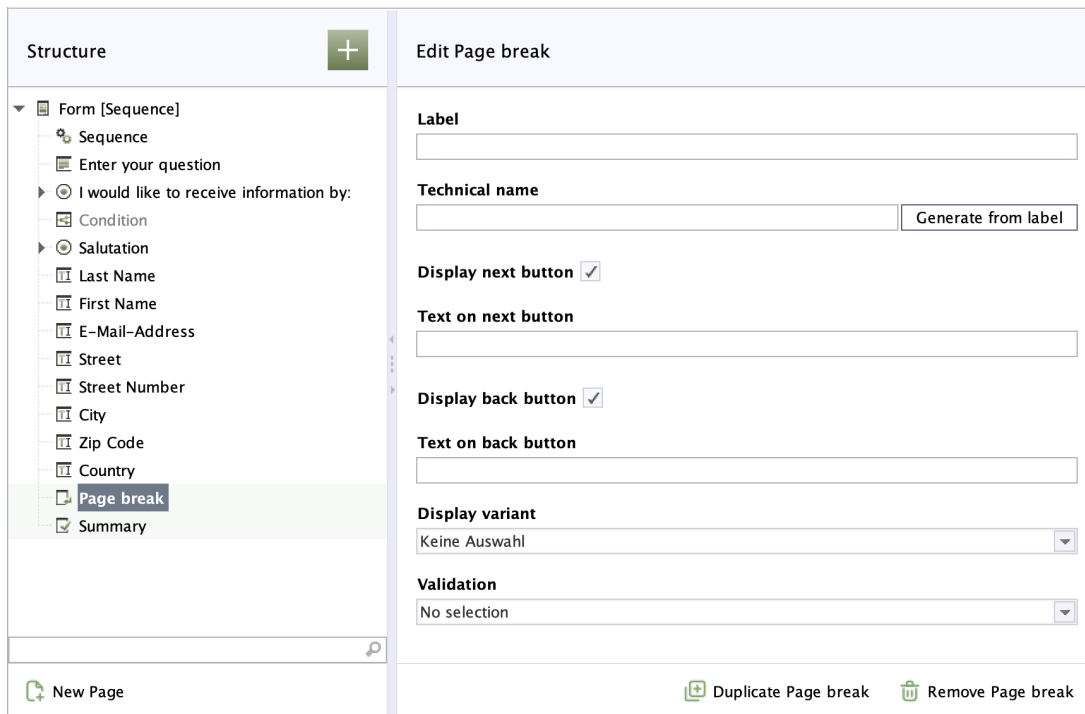 Structure
Form [Sequence]
Sequence
Enter your question
I would like to receive information by:
Condition
Salutation
Last Name
First Name
E-Mail-Address
Street
Street Number
City
Zip Code
Country
Page break
Summary
New Page
Edit Page break
Label
Technical name
Generate from label
Display next button
Text on next button
Display back button
Text on back button
Display variant
Keine Auswahl
Validation
No selection
Duplicate Page break
Remove Page break